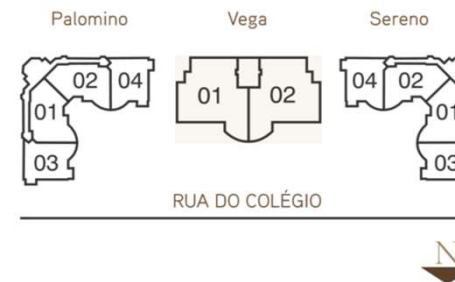 Palomino Vega Sereno
02 04 04 02
01 01 02 01
03 03
RUA DO COLÉGIO
N